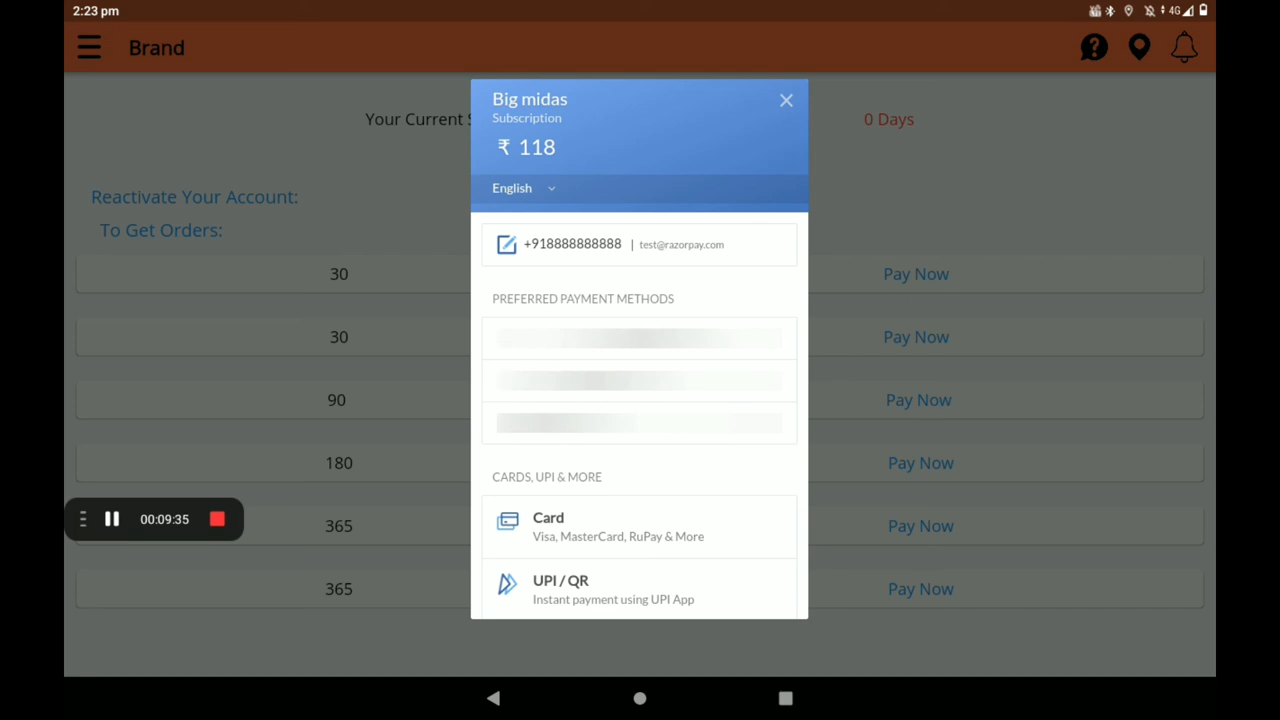 2:23 pm
4G
Brand
Your Current S
0 Days
Reactivate Your Account:
To Get Orders:
30 Pay Now
30 Pay Now
90 Pay Now
180 Pay Now
365 Pay Now
365 Pay Now
00:09:35
Big midas
Subscription
₹ 118
English
+918888888888 | test@razorpay.com
PREFERRED PAYMENT METHODS
CARDS, UPI & MORE
Card
Visa, MasterCard, RuPay & More
UPI / QR
Instant payment using UPI App